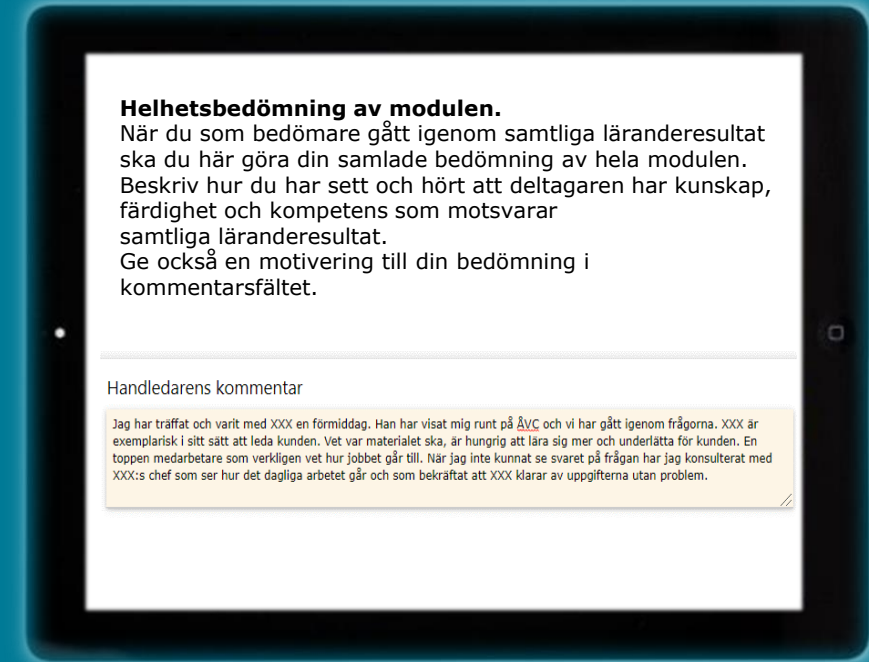 Helhetsbedömning av modulen.
När du som bedömare gått igenom samtliga läranderesultat
ska du här göra din samlade bedömning av hela modulen.
Beskriv hur du har sett och hört att deltagaren har kunskap,
färdighet och kompetens som motsvarar
samtliga läranderesultat.
Ge också en motivering till din bedömning i
kommentarsfältet.
Handledarens kommentar
Jag har träffat och varit med XXX en förmiddag. Han har visat mig runt på ÅVC och vi har gått igenom frågorna. XXX är
exemplarisk i sitt sätt att leda kunden. Vet var materialet ska, är hungrig att lära sig mer och underlätta för kunden. En
toppen medarbetare som verkligen vet hur jobbet går till. När jag inte kunnat se svaret på frågan har jag konsulterat med
XXX:s chef som ser hur det dagliga arbetet går och som bekräftat att XXX klarar av uppgifterna utan problem.